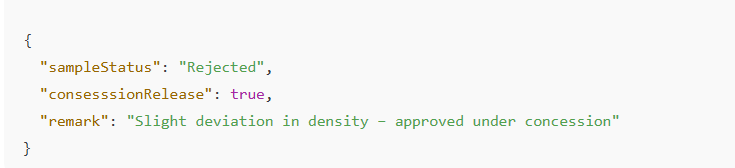 {
  "sampleStatus": "Rejected",
  "consesssionRelease": true,
  "remark": "Slight deviation in density – approved under concession"
}